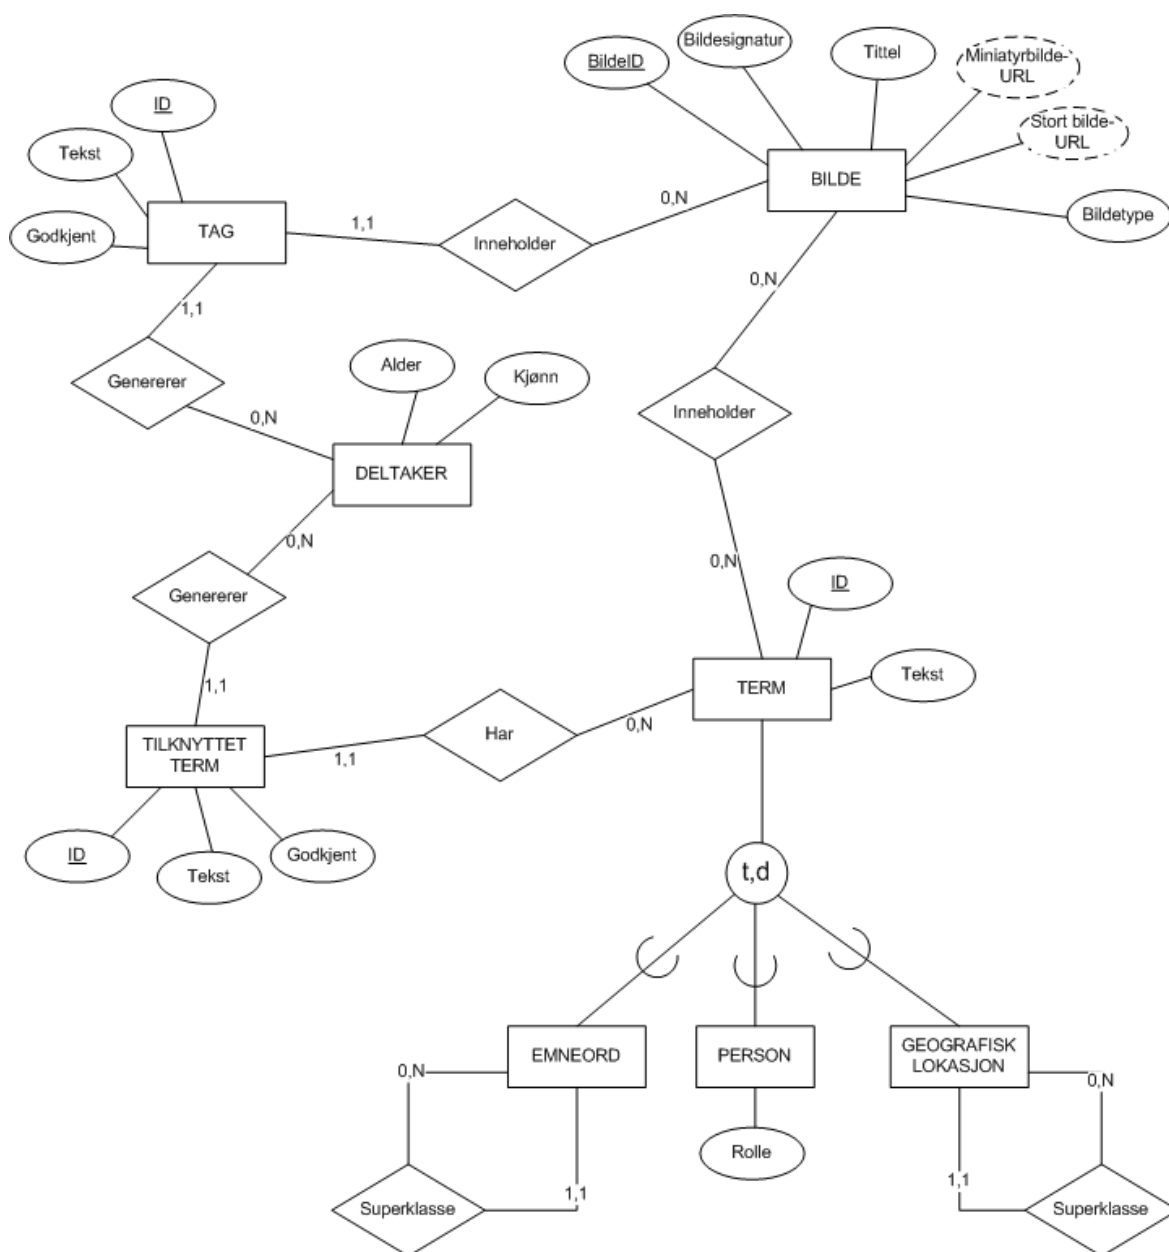 BildeID
Bildesignatur
Tittel
Miniatyrbilde-
URL
Stort bilde-
URL
Bildetype
BILDE
ID
Tekst
Godkjent
TAG
1,1
Inneholder
0,N
1,1
Genererer
0,N
Alder
Kjønn
DELTAKER
0,N
Inneholder
0,N
0,N
Genererer
1,1
ID
Tekst
TERM
TILKNYTTET
TERM
1,1
Har
0,N
ID
Tekst
Godkjent
t,d
EMNEORD
PERSON
GEOGRAFISK
LOKASJON
0,N
0,N
Rolle
1,1
1,1
Superklasse
Superklasse